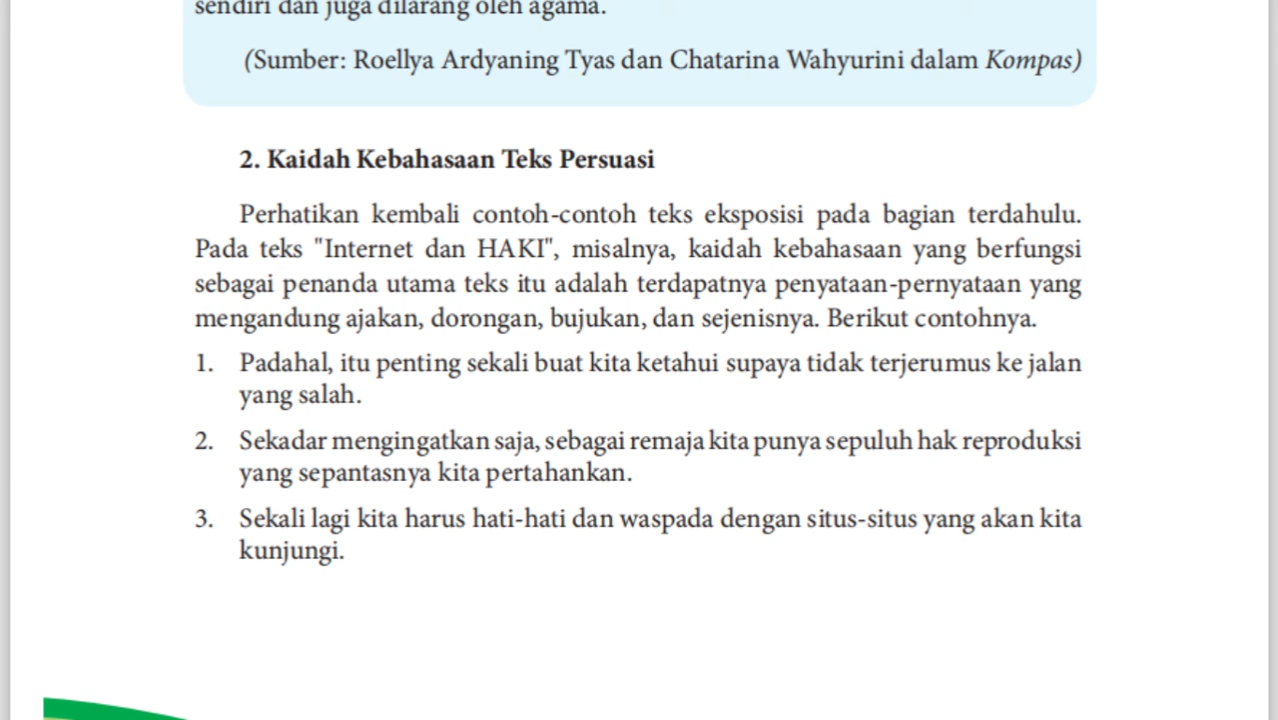 sendiri dan juga dilarang oleh agama.
(Sumber: Roellya Ardyaning Tyas dan Chatarina Wahyurini dalam Kompas)
2. Kaidah Kebahasaan Teks Persuasi
Perhatikan kembali contoh-contoh teks eksposisi pada bagian terdahulu.
Pada teks "Internet dan HAKI", misalnya, kaidah kebahasaan yang berfungsi
sebagai penanda utama teks itu adalah terdapatnya penyataan-pernyataan yang
mengandung ajakan, dorongan, bujukan, dan sejenisnya. Berikut contohnya.
1. Padahal, itu penting sekali buat kita ketahui supaya tidak terjerumus ke jalan
yang salah.
2. Sekadar mengingatkan saja, sebagai remaja kita punya sepuluh hak reproduksi
yang sepantasnya kita pertahankan.
3. Sekali lagi kita harus hati-hati dan waspada dengan situs-situs yang akan kita
kunjungi.